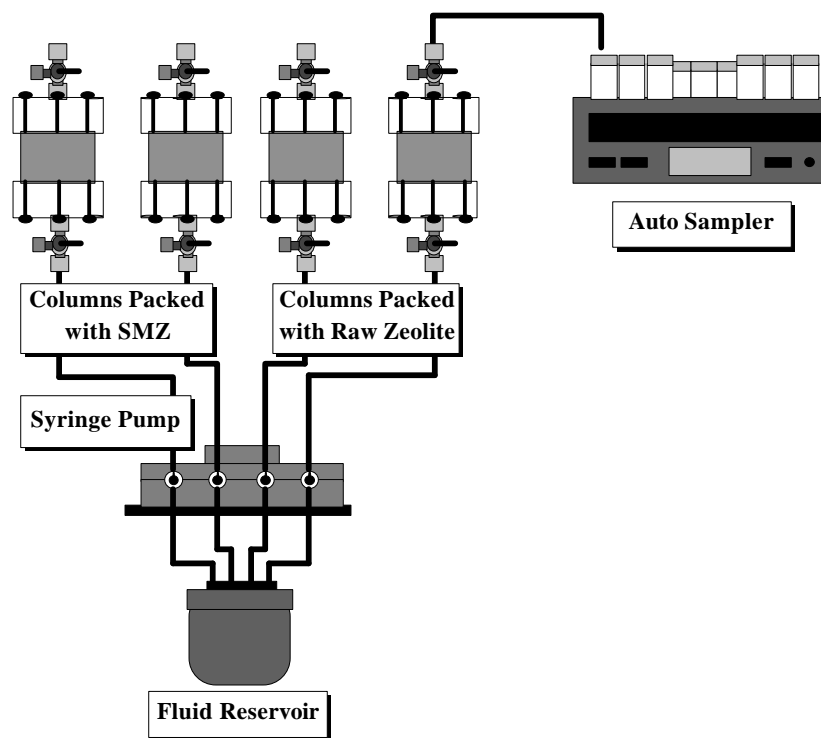 Auto Sampler
Columns Packed
with SMZ
Columns Packed
with Raw Zeolite
Syringe Pump
Fluid Reservoir